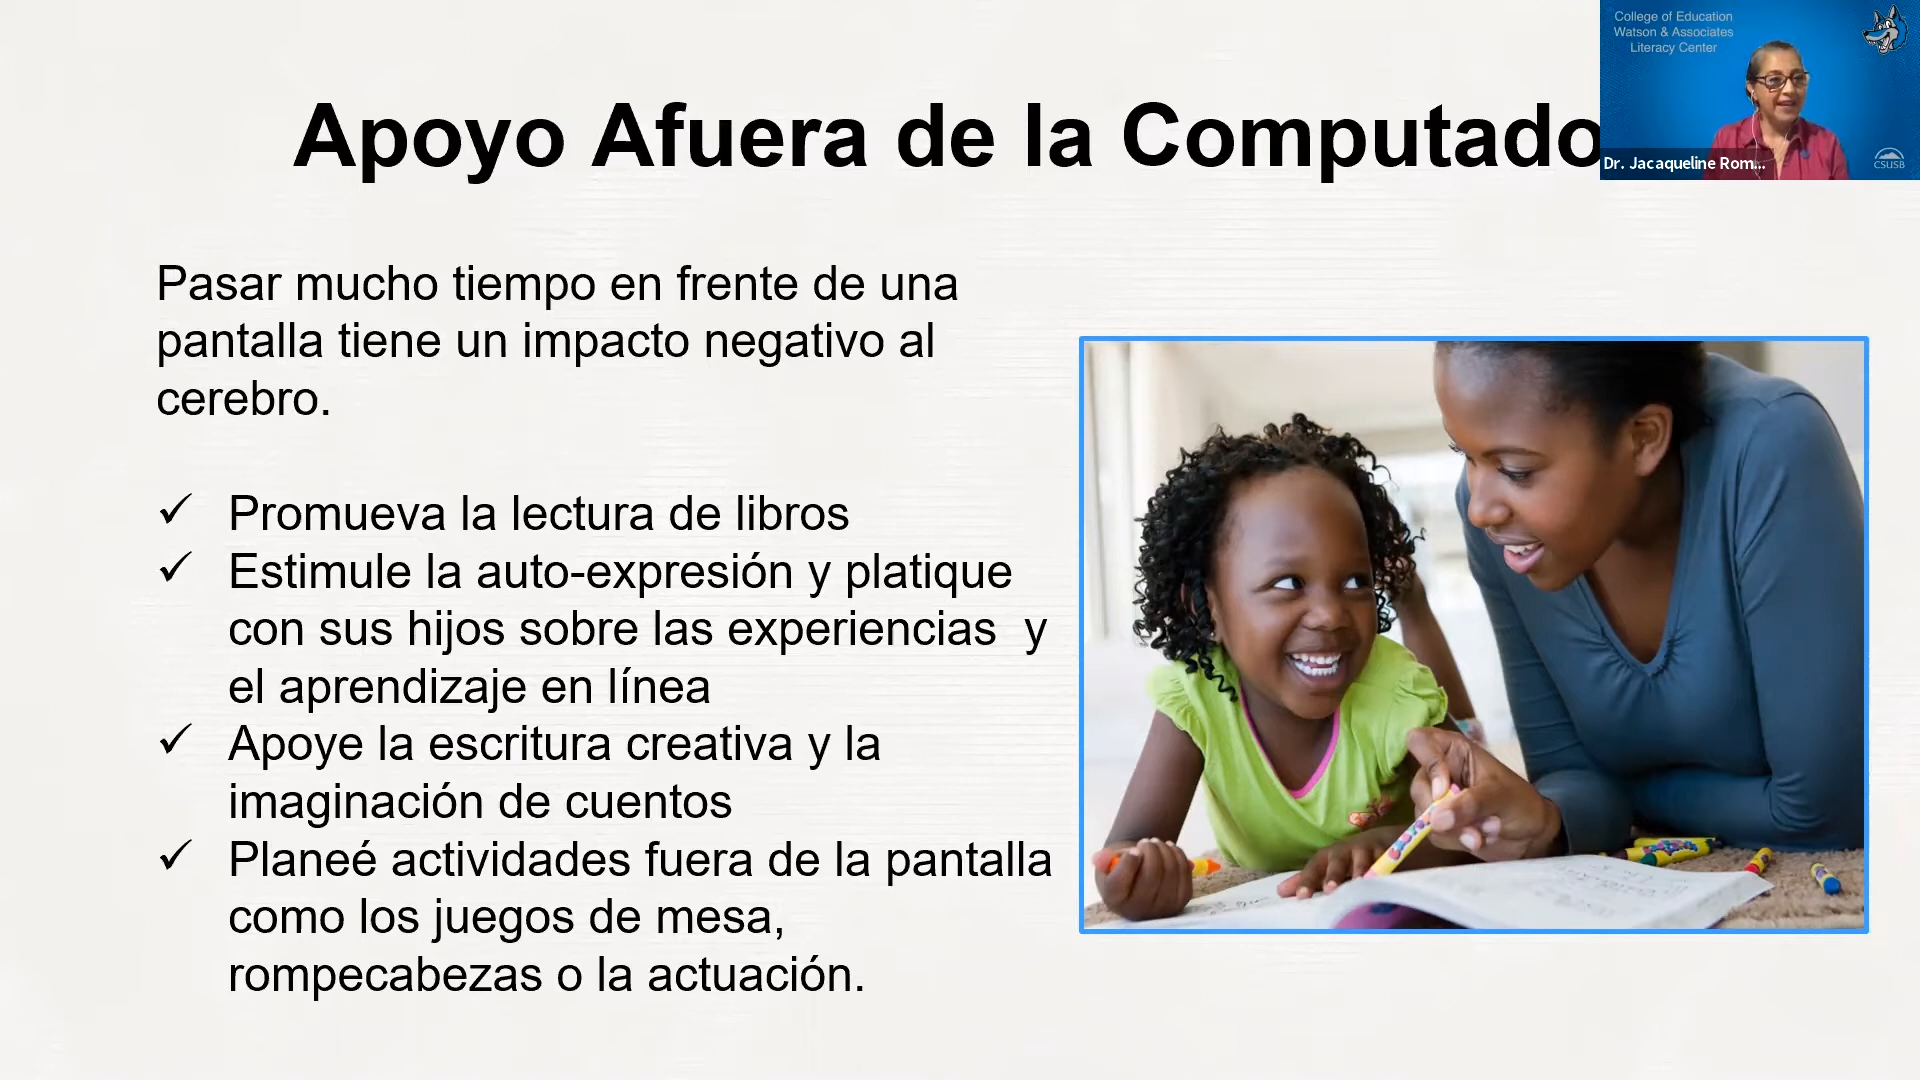 College of Education
Watson & Associates
Literacy Center
Apoyo Afuera de la Computado
Dr. Jacaqueline Rom...
CSUSB
Pasar mucho tiempo en frente de una
pantalla tiene un impacto negativo al
cerebro.
✓ Promueva la lectura de libros
✓ Estimule la auto-expresión y platique
con sus hijos sobre las experiencias y
el aprendizaje en línea
✓ Apoye la escritura creativa y la
imaginación de cuentos
✓ Planeé actividades fuera de la pantalla
como los juegos de mesa,
rompecabezas o la actuación.